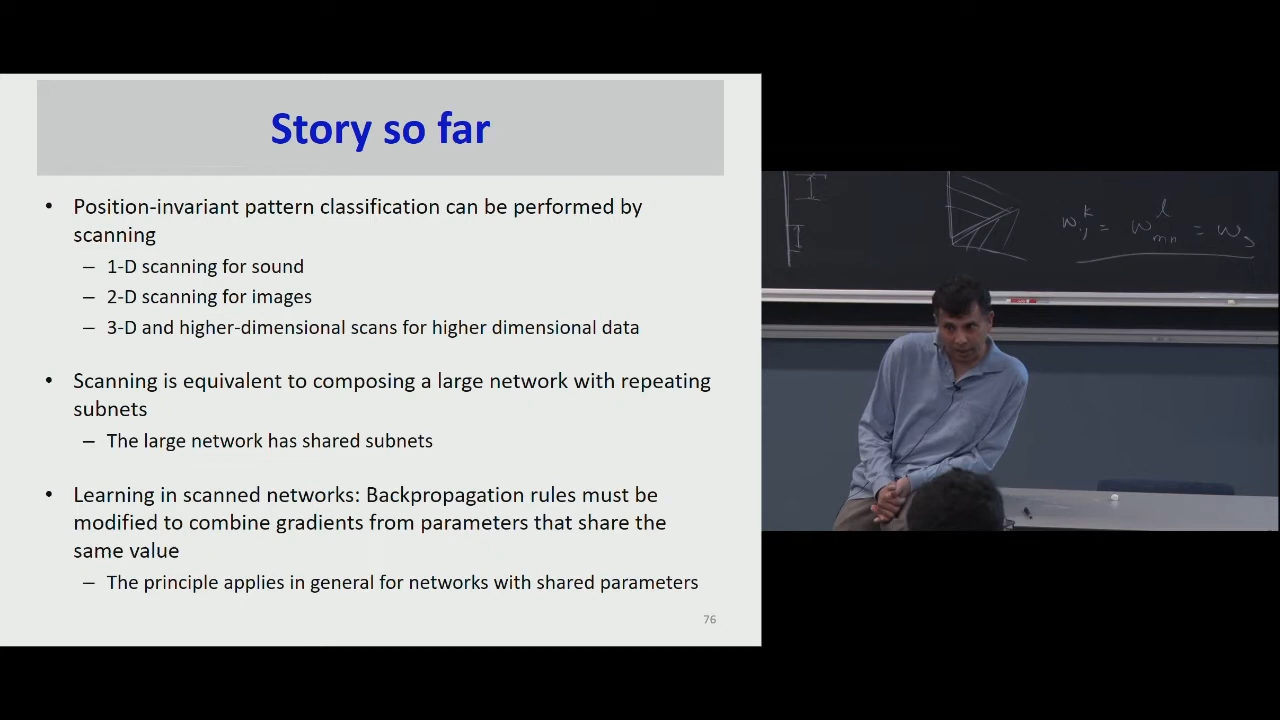 Story so far
• Position-invariant pattern classification can be performed by
scanning
– 1-D scanning for sound
– 2-D scanning for images
– 3-D and higher-dimensional scans for higher dimensional data
• Scanning is equivalent to composing a large network with repeating
subnets
– The large network has shared subnets
• Learning in scanned networks: Backpropagation rules must be
modified to combine gradients from parameters that share the
same value
– The principle applies in general for networks with shared parameters
76